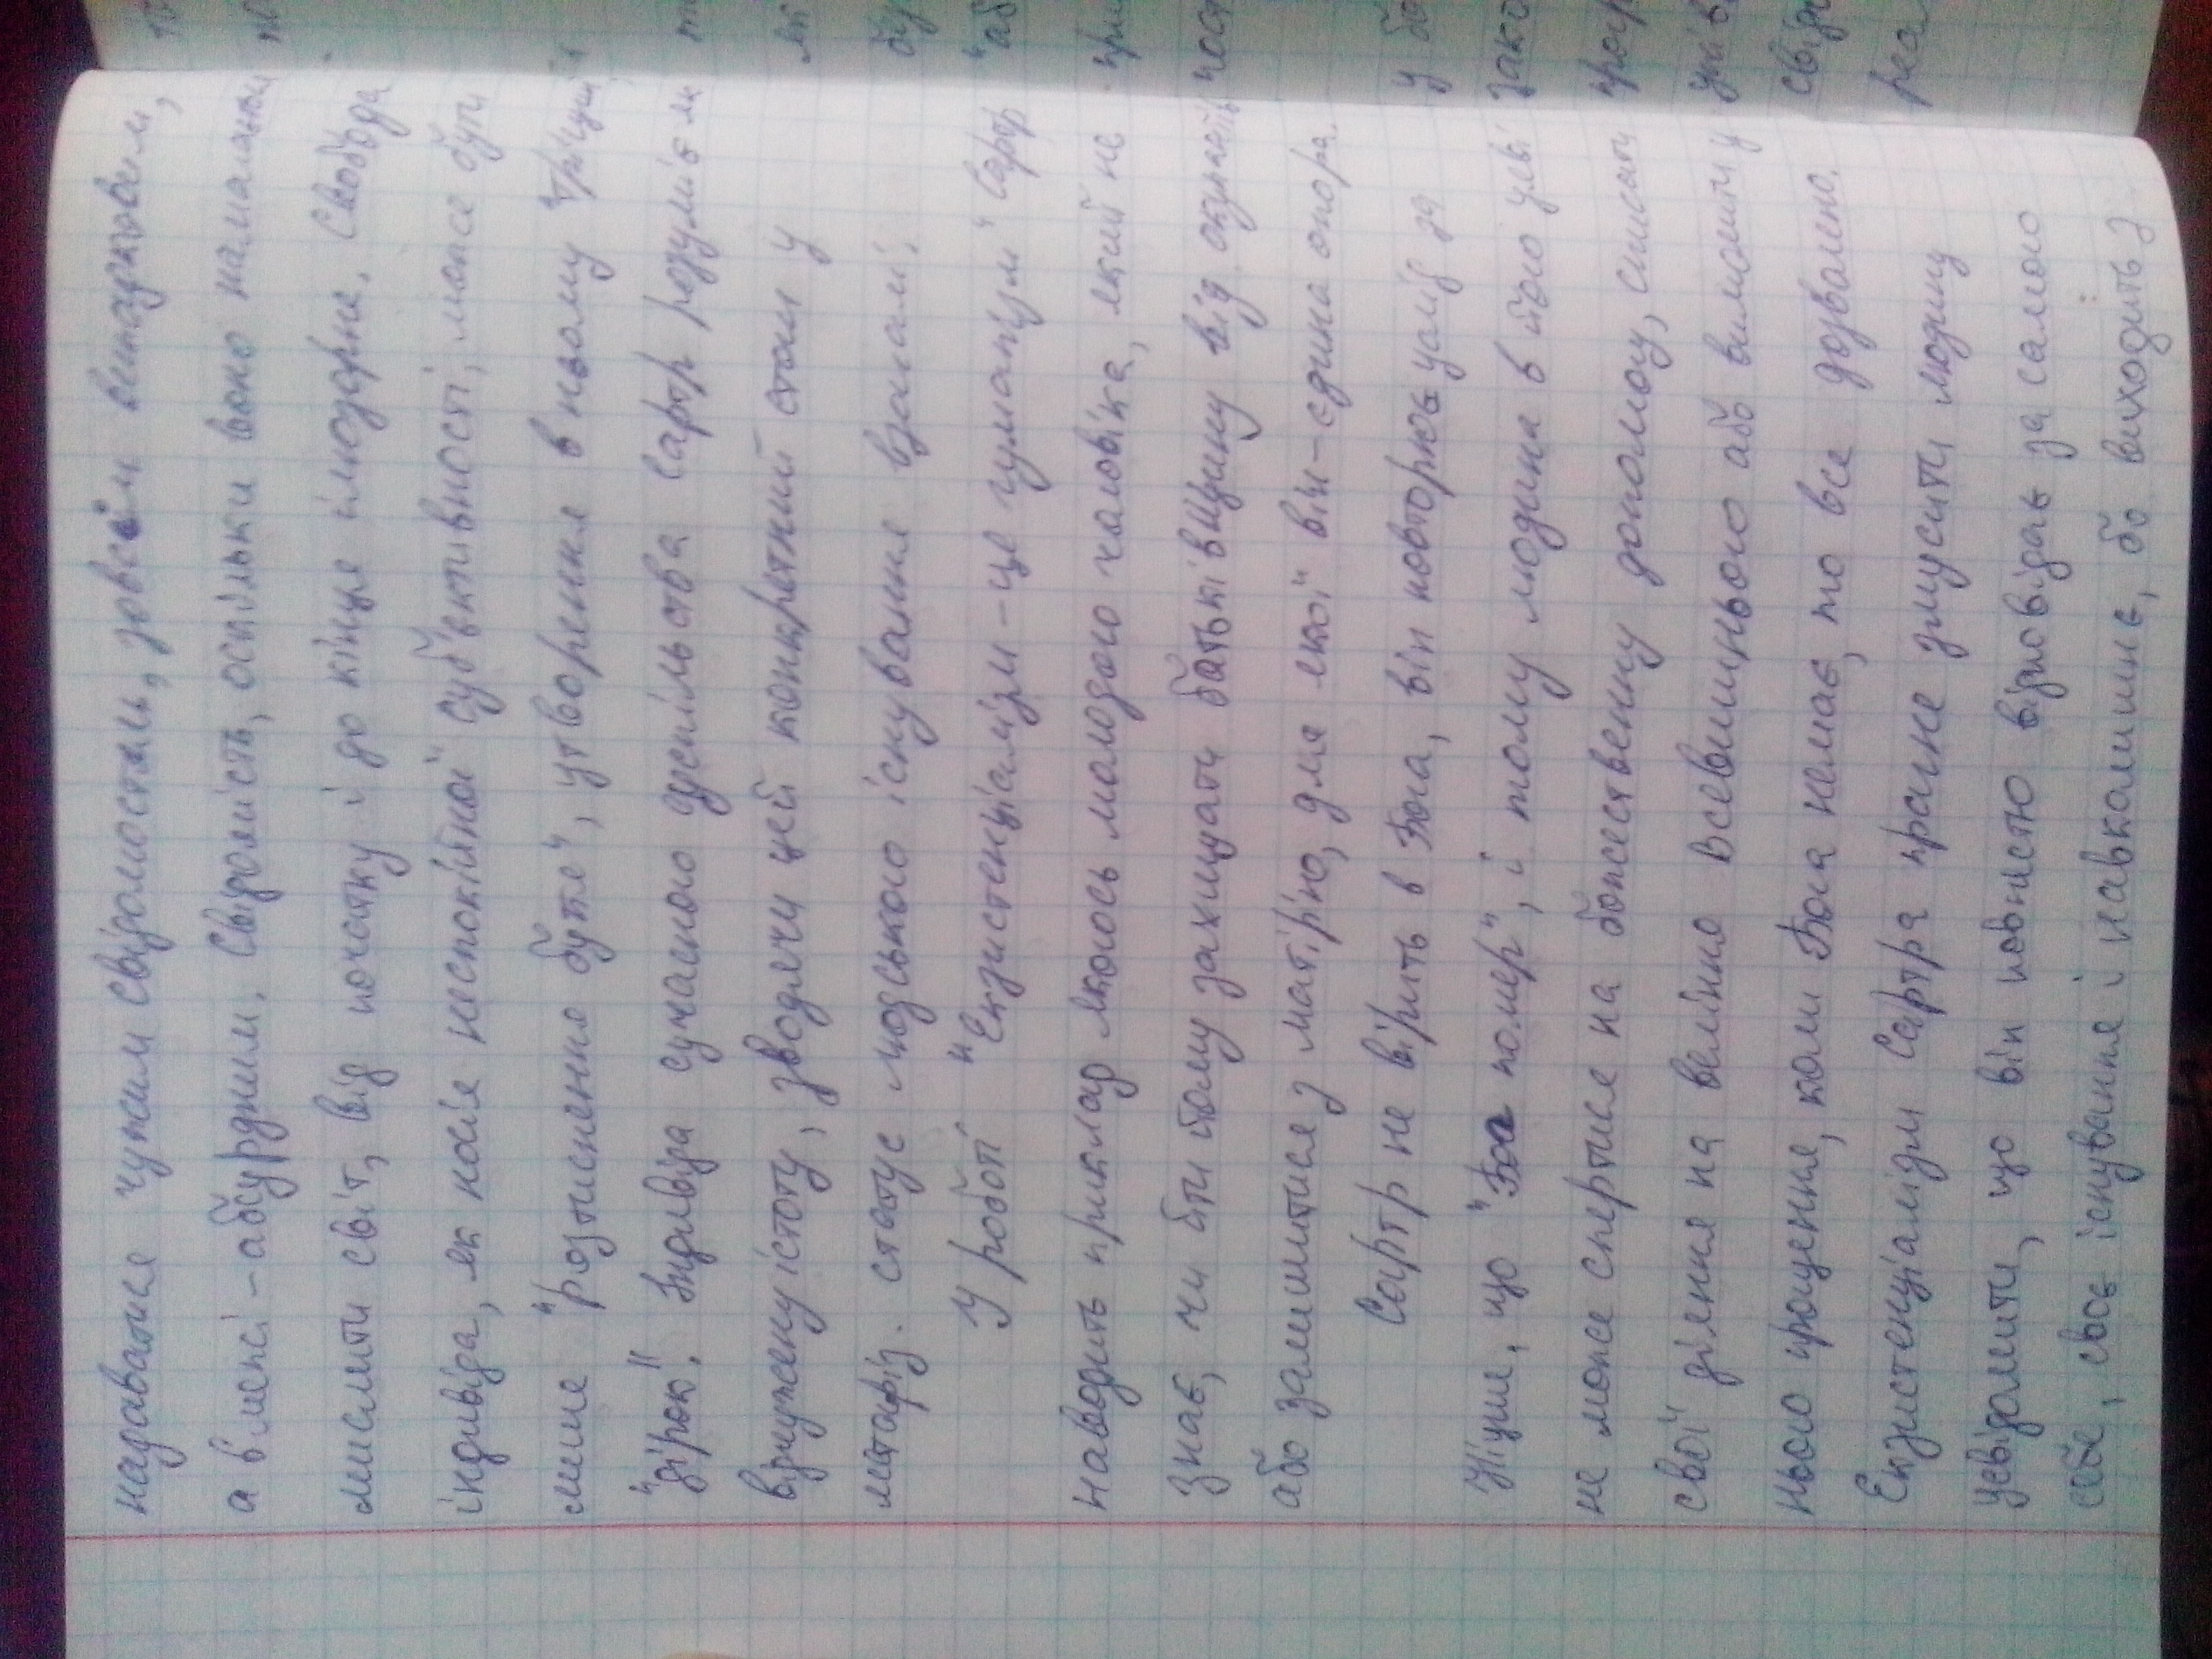 надаватися чужим свідомостям, зовсім випадковим,
а в межі – абсурдним. Свідомість, оскільки воно намагається
мислити світ, від початку і до кінця ілюзорне. Свобода
індивіда, як носія неспокійної суб'єктивності, може бути
лише "розтиснення буття", утворення в ньому "тріщин",
"дірок". Індивіда сучасного суспільства Сартр розуміє як
відчужену істоту, зводячи цей конкретний стан у
метафіз. статус людського існування взагалі.
У роботі "Екзистенціалізм – це гуманізм" Сартр
наводить приклад якогось молодого чоловіка, який не
знає, чи йти йому захищати батьківщину від окупантів
або залишитися з матір'ю, для якої він – єдина опора.
Сартр не вірить в Бога, він повторює услід за
Ніцше, що "Бог помер", і тому людина в його уяві
не може спертися на божественну допомогу, списати
свої діяння на веління Всевишнього або вимолити у
нього прощення, коли Бога немає, то все дозволено.
Екзистенціалізм Сартра прагне змусити людину
усвідомити, що він повністю відповідає за самого
себе, своє існування і навколишнє, бо виходить з